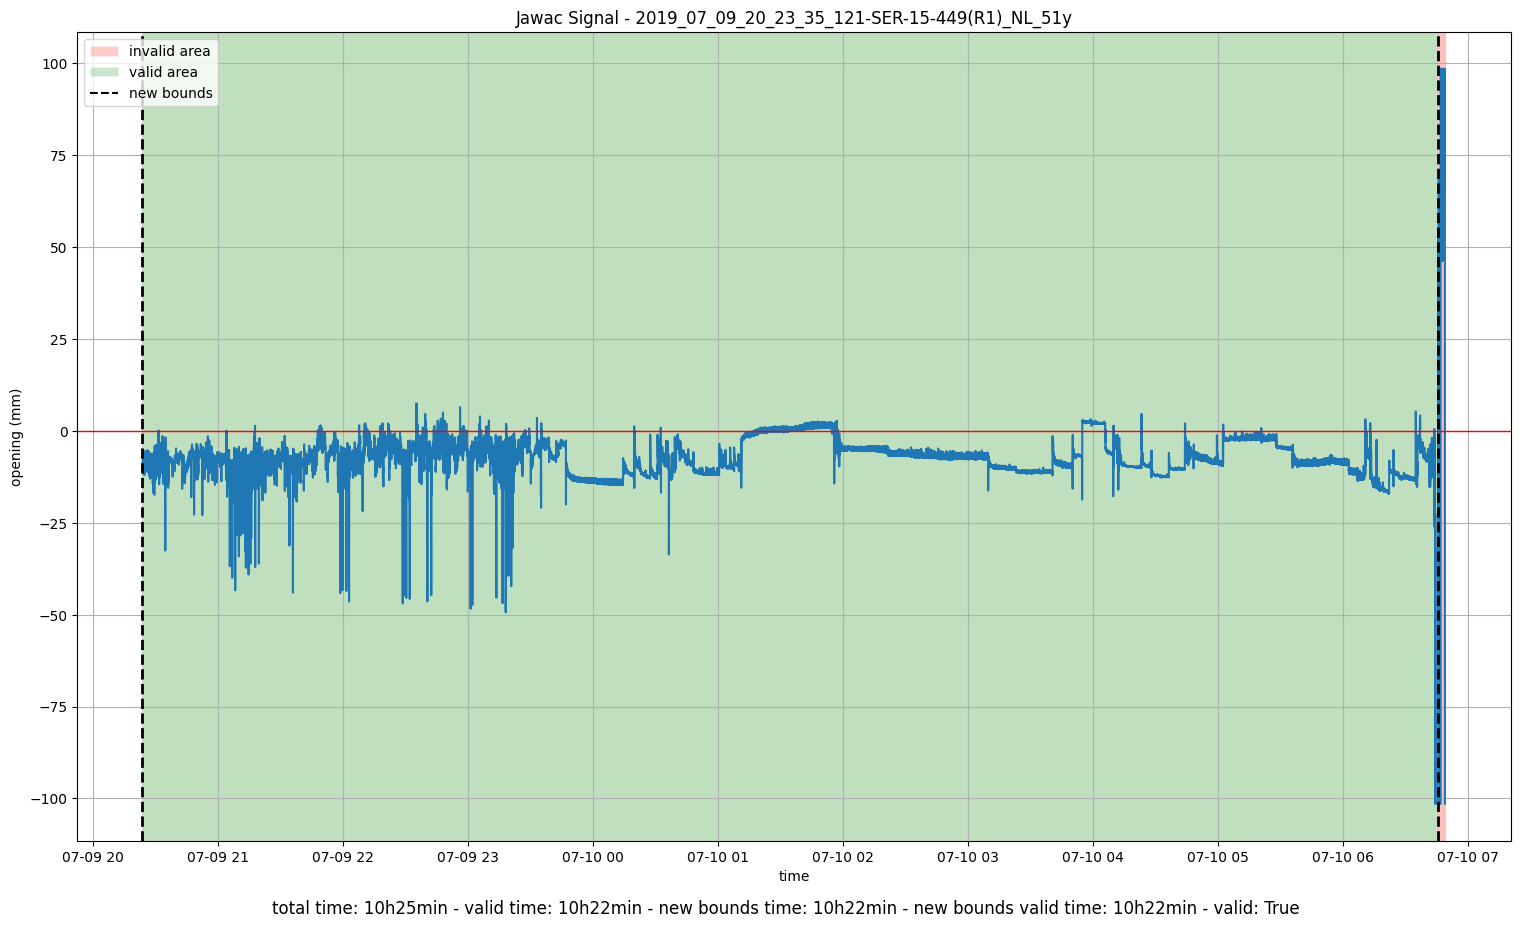 Jawac Signal - 2019_07_09_20_23_35_121-SER-15-449(R1)_NL_51y
invalid area
valid area
new bounds
100
75
50
25
0
−25
−50
−75
−100
opening (mm)
07-09 20 07-09 21 07-09 22 07-09 23 07-10 00 07-10 01 07-10 02 07-10 03 07-10 04 07-10 05 07-10 06 07-10 07
time
total time: 10h25min - valid time: 10h22min - new bounds time: 10h22min - new bounds valid time: 10h22min - valid: True